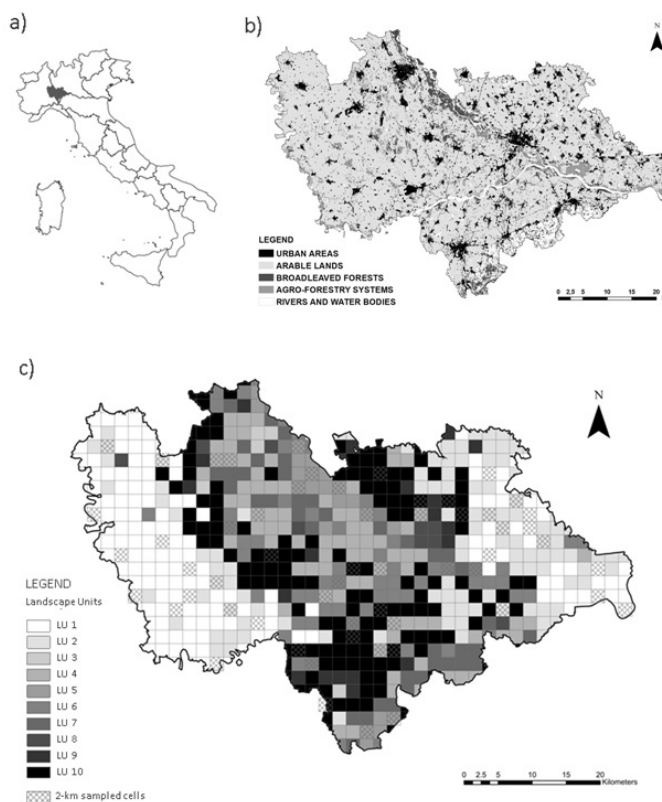 a)
b)
N
LEGEND
URBAN AREAS
ARABLE LANDS
BROADLEAVED FORESTS
AGRO-FORESTRY SYSTEMS
RIVERS AND WATER BODIES
0 2,5 5 10 15 20
c)
N
LEGEND
Landscape Units
LU 1
LU 2
LU 3
LU 4
LU 5
LU 6
LU 7
LU 8
LU 9
LU 10
2-km sampled cells
0 2.5 5 10 15 20
Kilometers